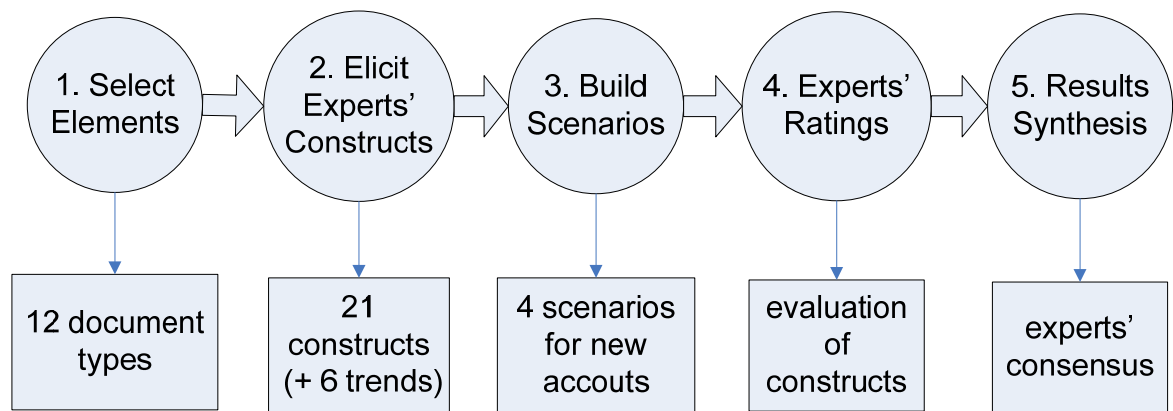 1. Select
Elements
2. Elicit
Experts'
Constructs
3. Build
Scenarios
4. Experts'
Ratings
5. Results
Synthesis
12 document
types
21
constructs
(+ 6 trends)
4 scenarios
for new
accouts
evaluation
of
constructs
experts'
consensus